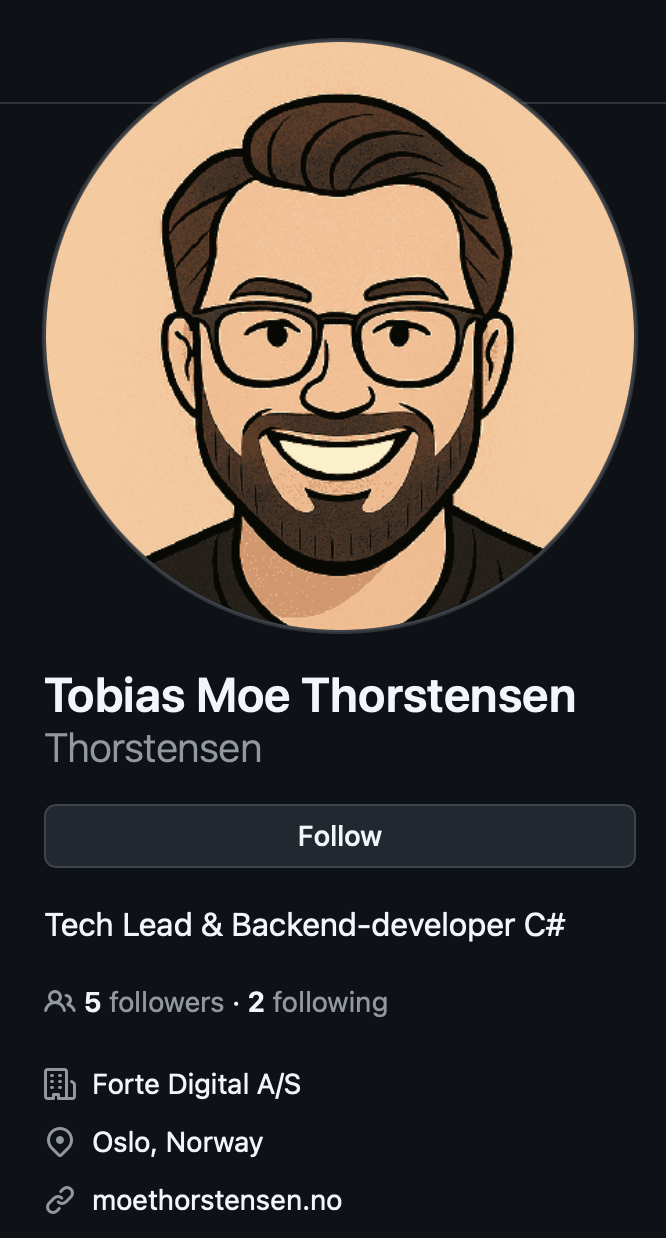 Tobias Moe Thorstensen
Thorstensen
Follow
Tech Lead & Backend-developer C#
5 followers · 2 following
Forte Digital A/S
Oslo, Norway
moethorstensen.no